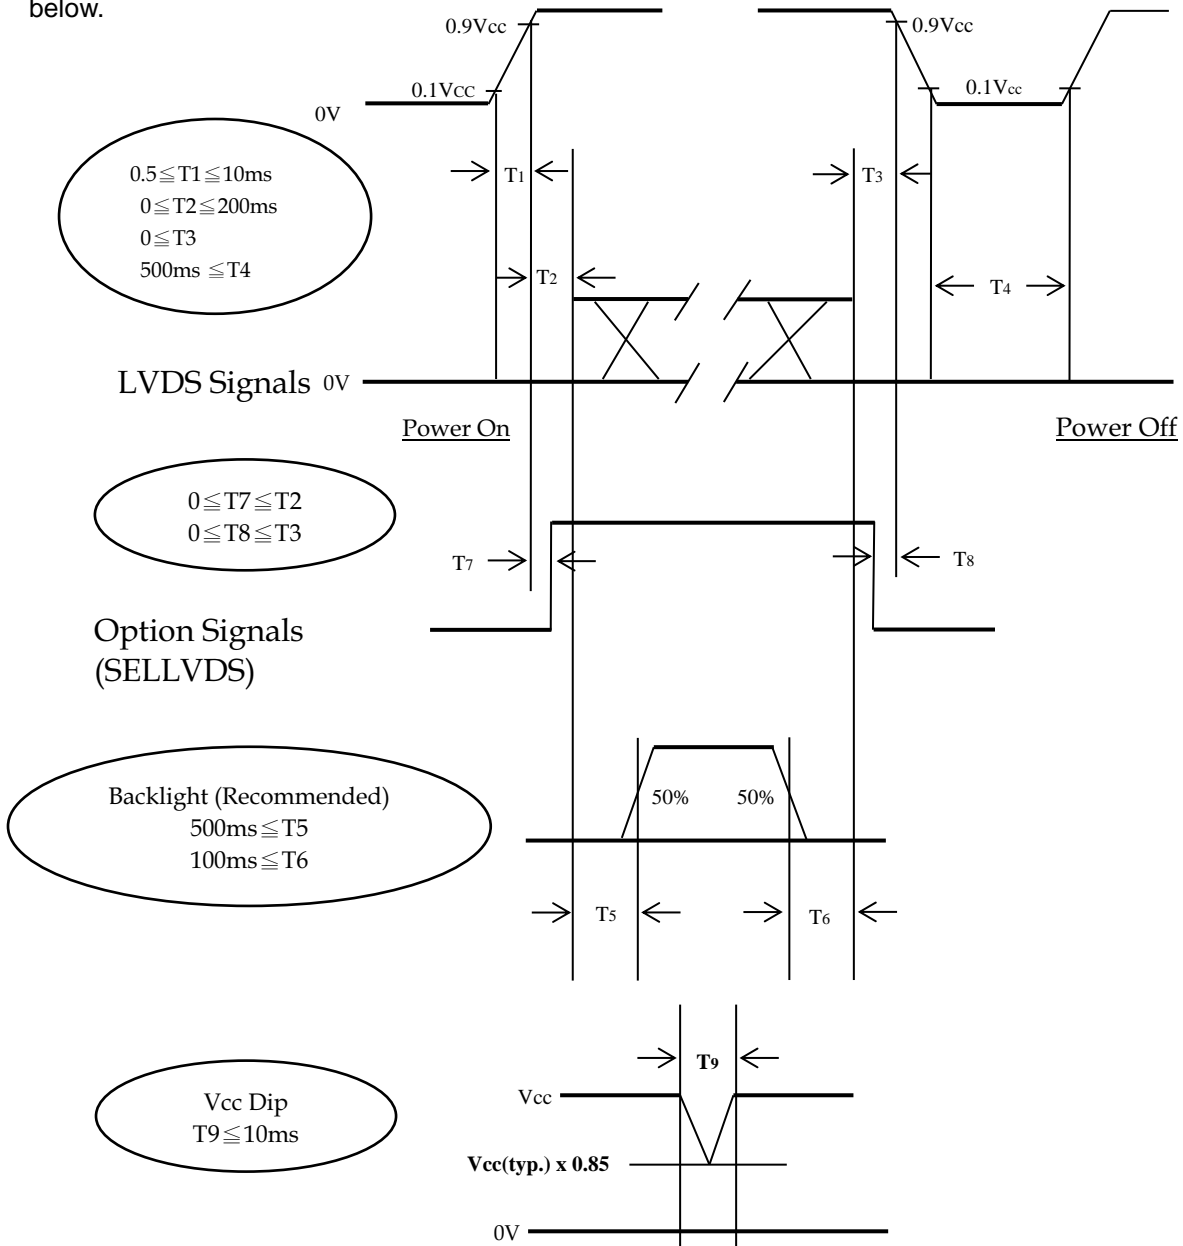 below.
0.9Vcc
0.9Vcc
0.1VCC
0.1Vcc
0V
0.5≦T1≦10ms
0≦T2≦200ms
0≦T3
500ms ≦T4
T1
T3
T2
T4
LVDS Signals 0V
Power On
Power Off
0≦T7≦T2
0≦T8≦T3
T7
T8
Option Signals
(SELLVDS)
Backlight (Recommended)
500ms≦T5
100ms≦T6
50%
50%
T5
T6
T9
Vcc Dip
T9≦10ms
Vcc
Vcc(typ.) x 0.85
0V